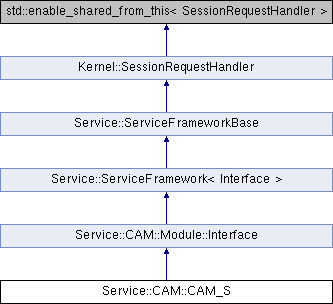 std::enable_shared_from_this< SessionRequestHandler >
Kernel::SessionRequestHandler
Service::ServiceFrameworkBase
Service::ServiceFramework< Interface >
Service::CAM::Module::Interface
Service::CAM::CAM_S